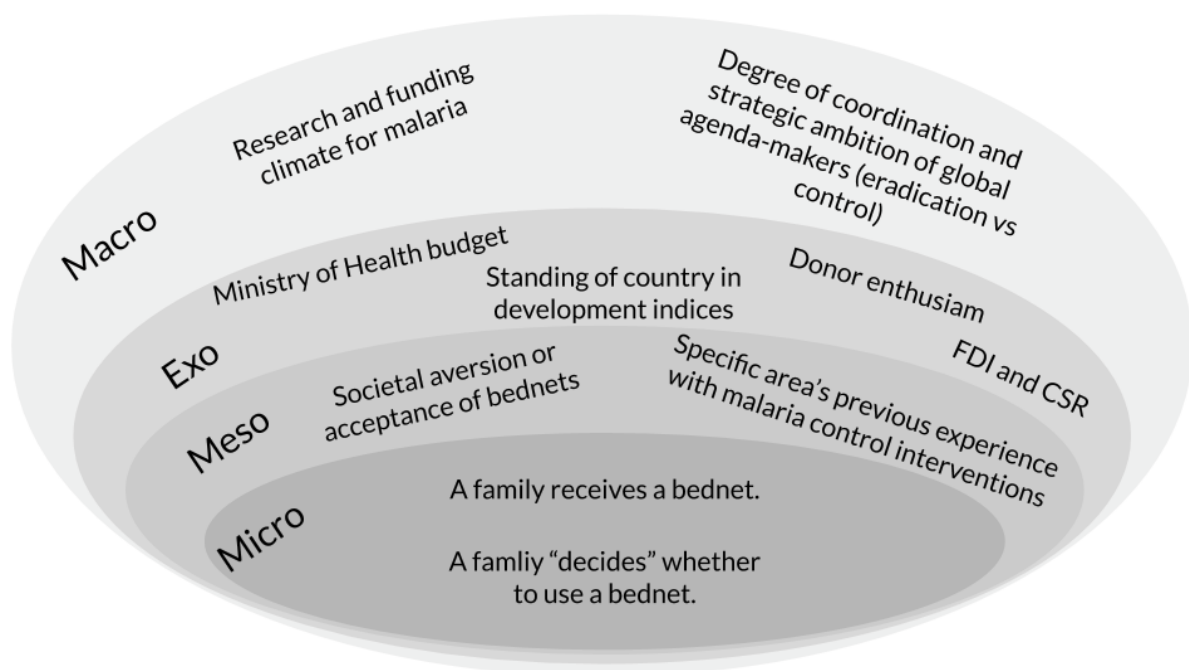 Macro
Research and funding
climate for malaria
Degree of coordination and
strategic ambition of global
agenda-makers (eradication vs
control)
Exo
Ministry of Health budget
Standing of country in
development indices
Donor enthusiam
FDI and CSR
Meso
Societal aversion or
acceptance of bednets
Specific area’s previous experience
with malaria control interventions
Micro
A family receives a bednet.
A famliy “decides” whether
to use a bednet.